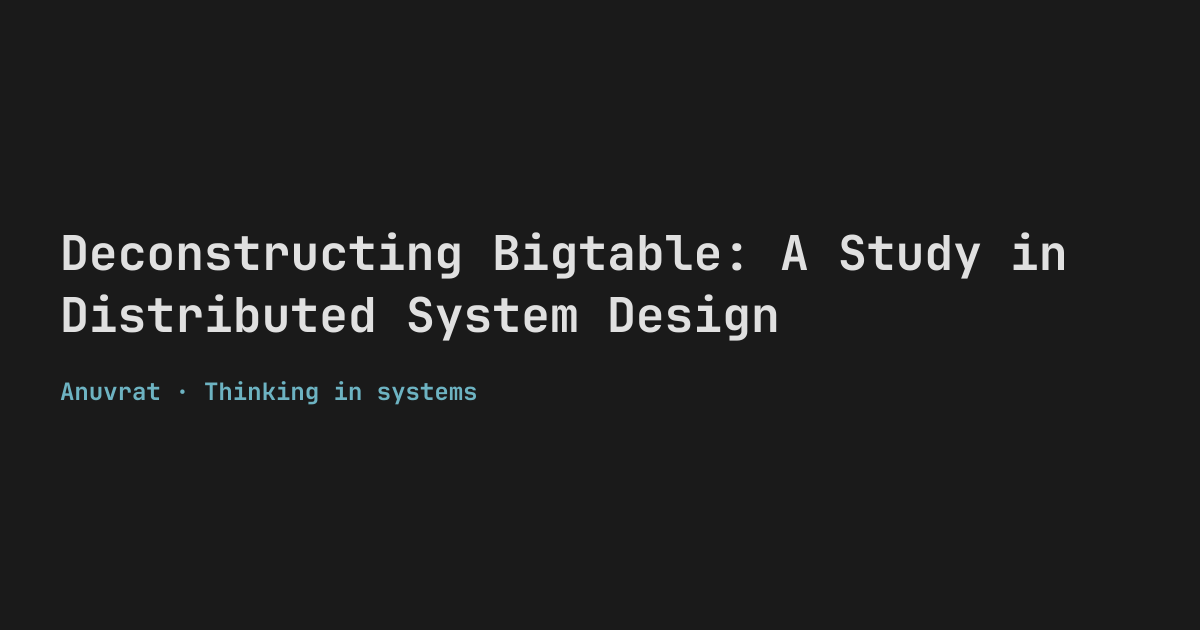 Deconstructing Bigtable: A Study in
Distributed System Design
Anuvrat · Thinking in systems